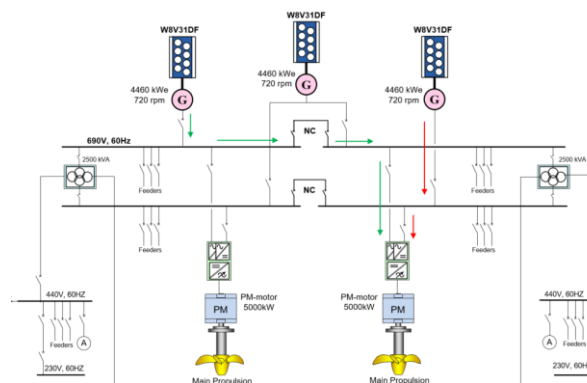 W8V31DF
W8V31DF
W8V31DF
4460 kWe
720 rpm
G
4460 kWe
720 rpm
G
4460 kWe
720 rpm
G
690V, 60Hz
NC
2500 kVA
Feeders
Feeders
2500 kVA
NC
Feeders
Feeders
440V, 60HZ
Feeders
A
230V, 60HZ
PM-motor
5000kW
PM
Main Propulsion
PM-motor
5000kW
PM
Main Propulsion
440V, 60HZ
Feeders
A
230V, 60HZ